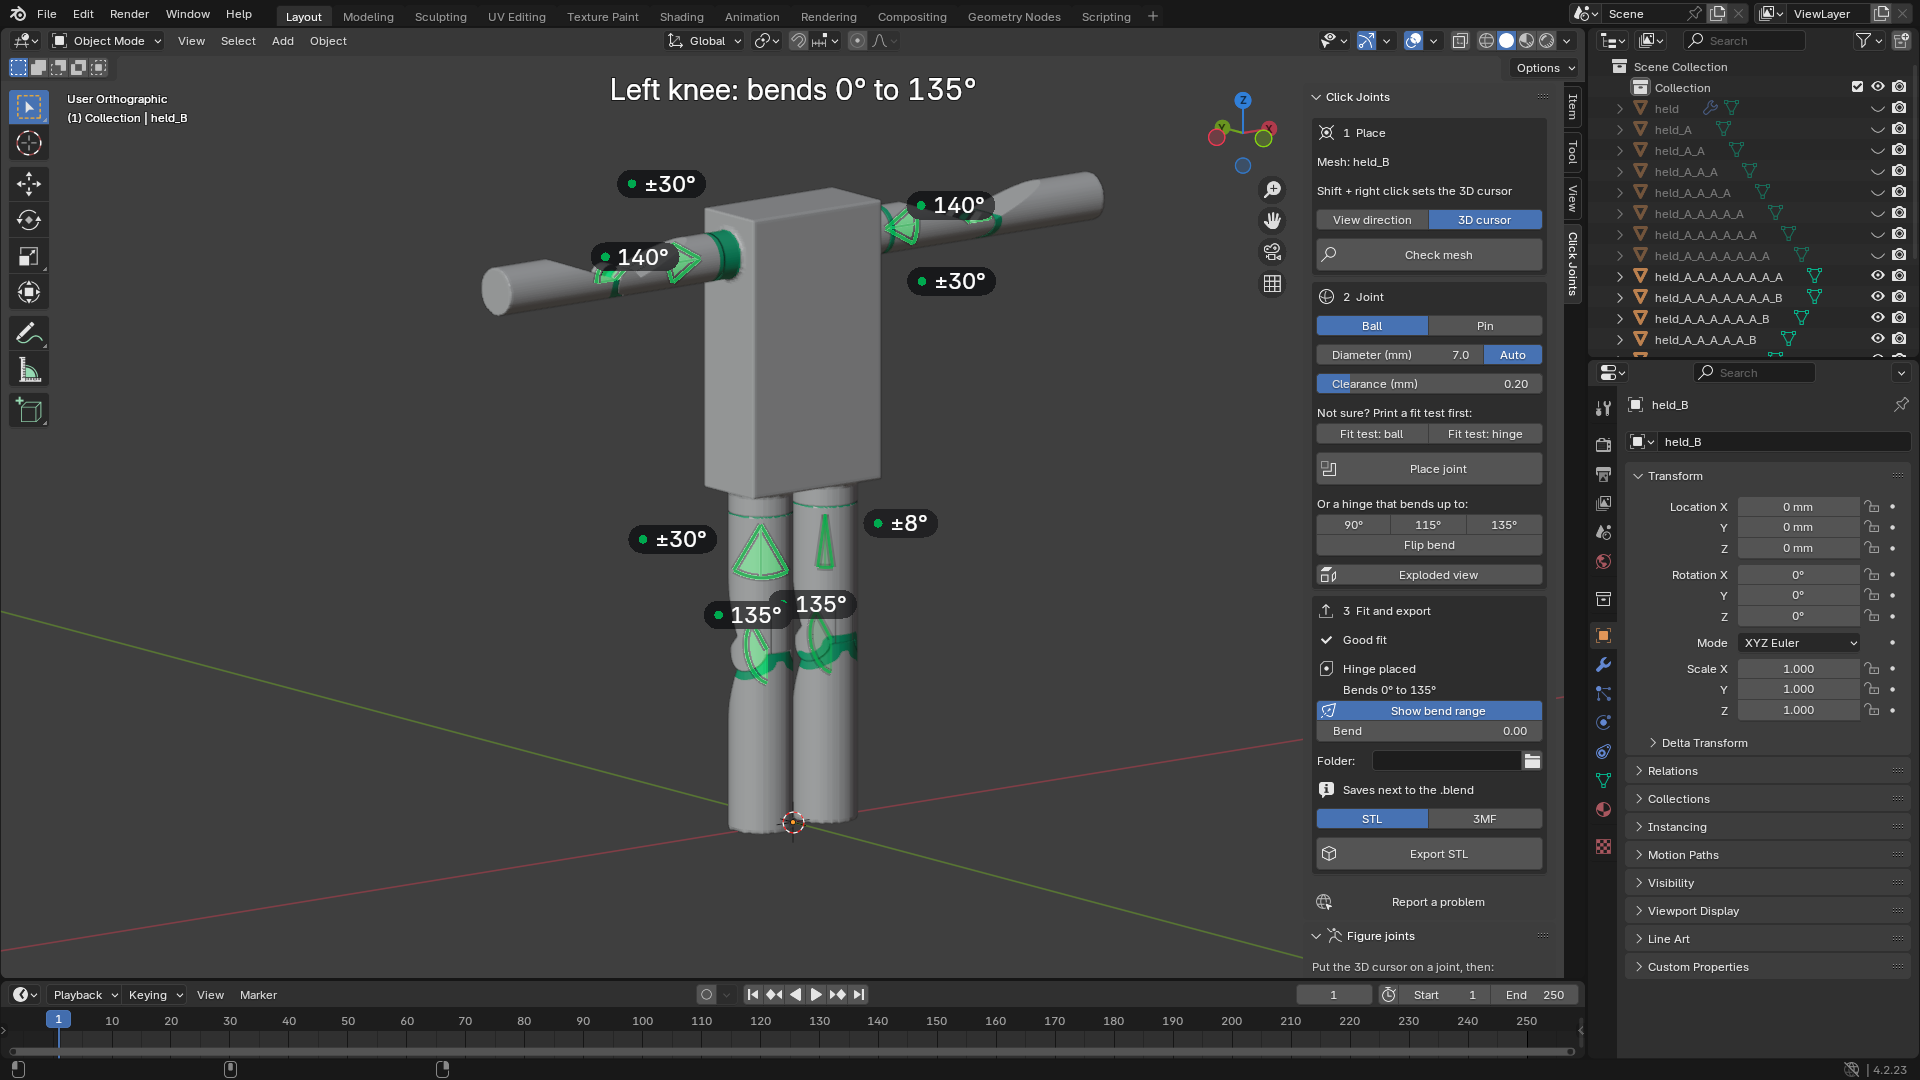 File Edit Render Window Help
Layout Modeling Sculpting UV Editing Texture Paint Shading Animation Rendering Compositing Geometry Nodes Scripting
Scene
ViewLayer
Object Mode View Select Add Object
Global
Options
User Orthographic
(1) Collection | held_B
Left knee: bends 0° to 135°
Z
Y
X
±30°
140°
140°
±30°
±30°
±8°
135°
135°
Click Joints
1 Place
Mesh: held_B
Shift + right click sets the 3D cursor
View direction 3D cursor
Check mesh
2 Joint
Ball Pin
Diameter (mm) 7.0 Auto
Clearance (mm) 0.20
Not sure? Print a fit test first:
Fit test: ball Fit test: hinge
Place joint
Or a hinge that bends up to:
90° 115° 135°
Flip bend
Exploded view
3 Fit and export
Good fit
Hinge placed
Bends 0° to 135°
Show bend range
Bend 0.00
Folder:
Saves next to the .blend
STL 3MF
Export STL
Report a problem
Figure joints
Put the 3D cursor on a joint, then:
Item
Tool
View
Click Joints
Search
Scene Collection
Collection
held
held_A
held_A_A
held_A_A_A
held_A_A_A_A
held_A_A_A_A_A
held_A_A_A_A_A_A
held_A_A_A_A_A_A_A
held_A_A_A_A_A_A_A_A
held_A_A_A_A_A_A_A_B
held_A_A_A_A_A_A_B
held_A_A_A_A_A_B
Search
held_B
held_B
Transform
Location X 0 mm
Y 0 mm
Z 0 mm
Rotation X 0°
Y 0°
Z 0°
Mode XYZ Euler
Scale X 1.000
Y 1.000
Z 1.000
Delta Transform
Relations
Collections
Instancing
Motion Paths
Visibility
Viewport Display
Line Art
Custom Properties
Playback Keying View Marker
1 Start 1 End 250
1 10 20 30 40 50 60 70 80 90 100 110 120 130 140 150 160 170 180 190 200 210 220 230 240 250
4.2.23